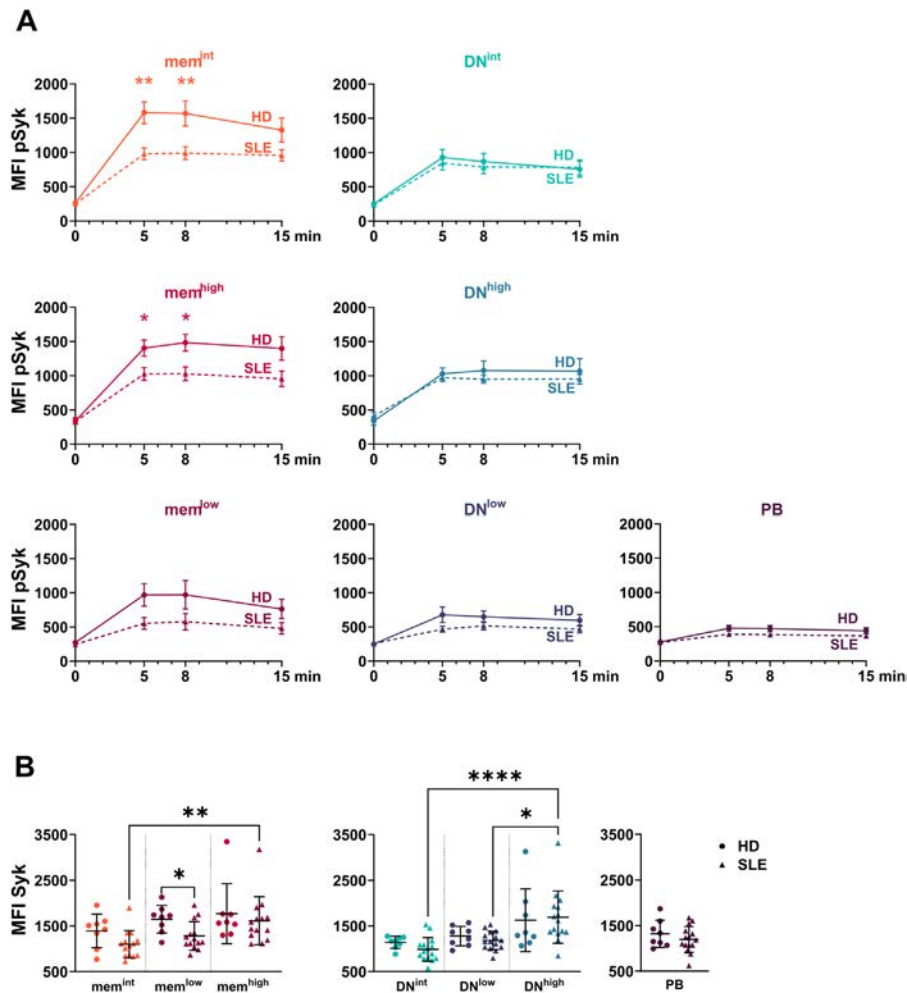 A
mem^int
DN^int
** **
MFI pSyk
2000
1500
1000
500
0
HD
SLE
0 5 8 15 min
2000
1500
1000
500
0
HD
SLE
0 5 8 15 min
mem^high
DN^high
* *
MFI pSyk
2000
1500
1000
500
0
HD
SLE
0 5 8 15 min
2000
1500
1000
500
0
HD
SLE
0 5 8 15 min
mem^low
DN^low
PB
MFI pSyk
2000
1500
1000
500
0
HD
SLE
0 5 8 15 min
2000
1500
1000
500
0
HD
SLE
0 5 8 15 min
2000
1500
1000
500
0
HD
SLE
0 5 8 15 min
B
MFI Syk
3500
2500
1500
500
**
*
mem^int mem^low mem^high
3500
2500
1500
500
****
*
DN^int DN^low DN^high
3500
2500
1500
500
PB
HD
SLE